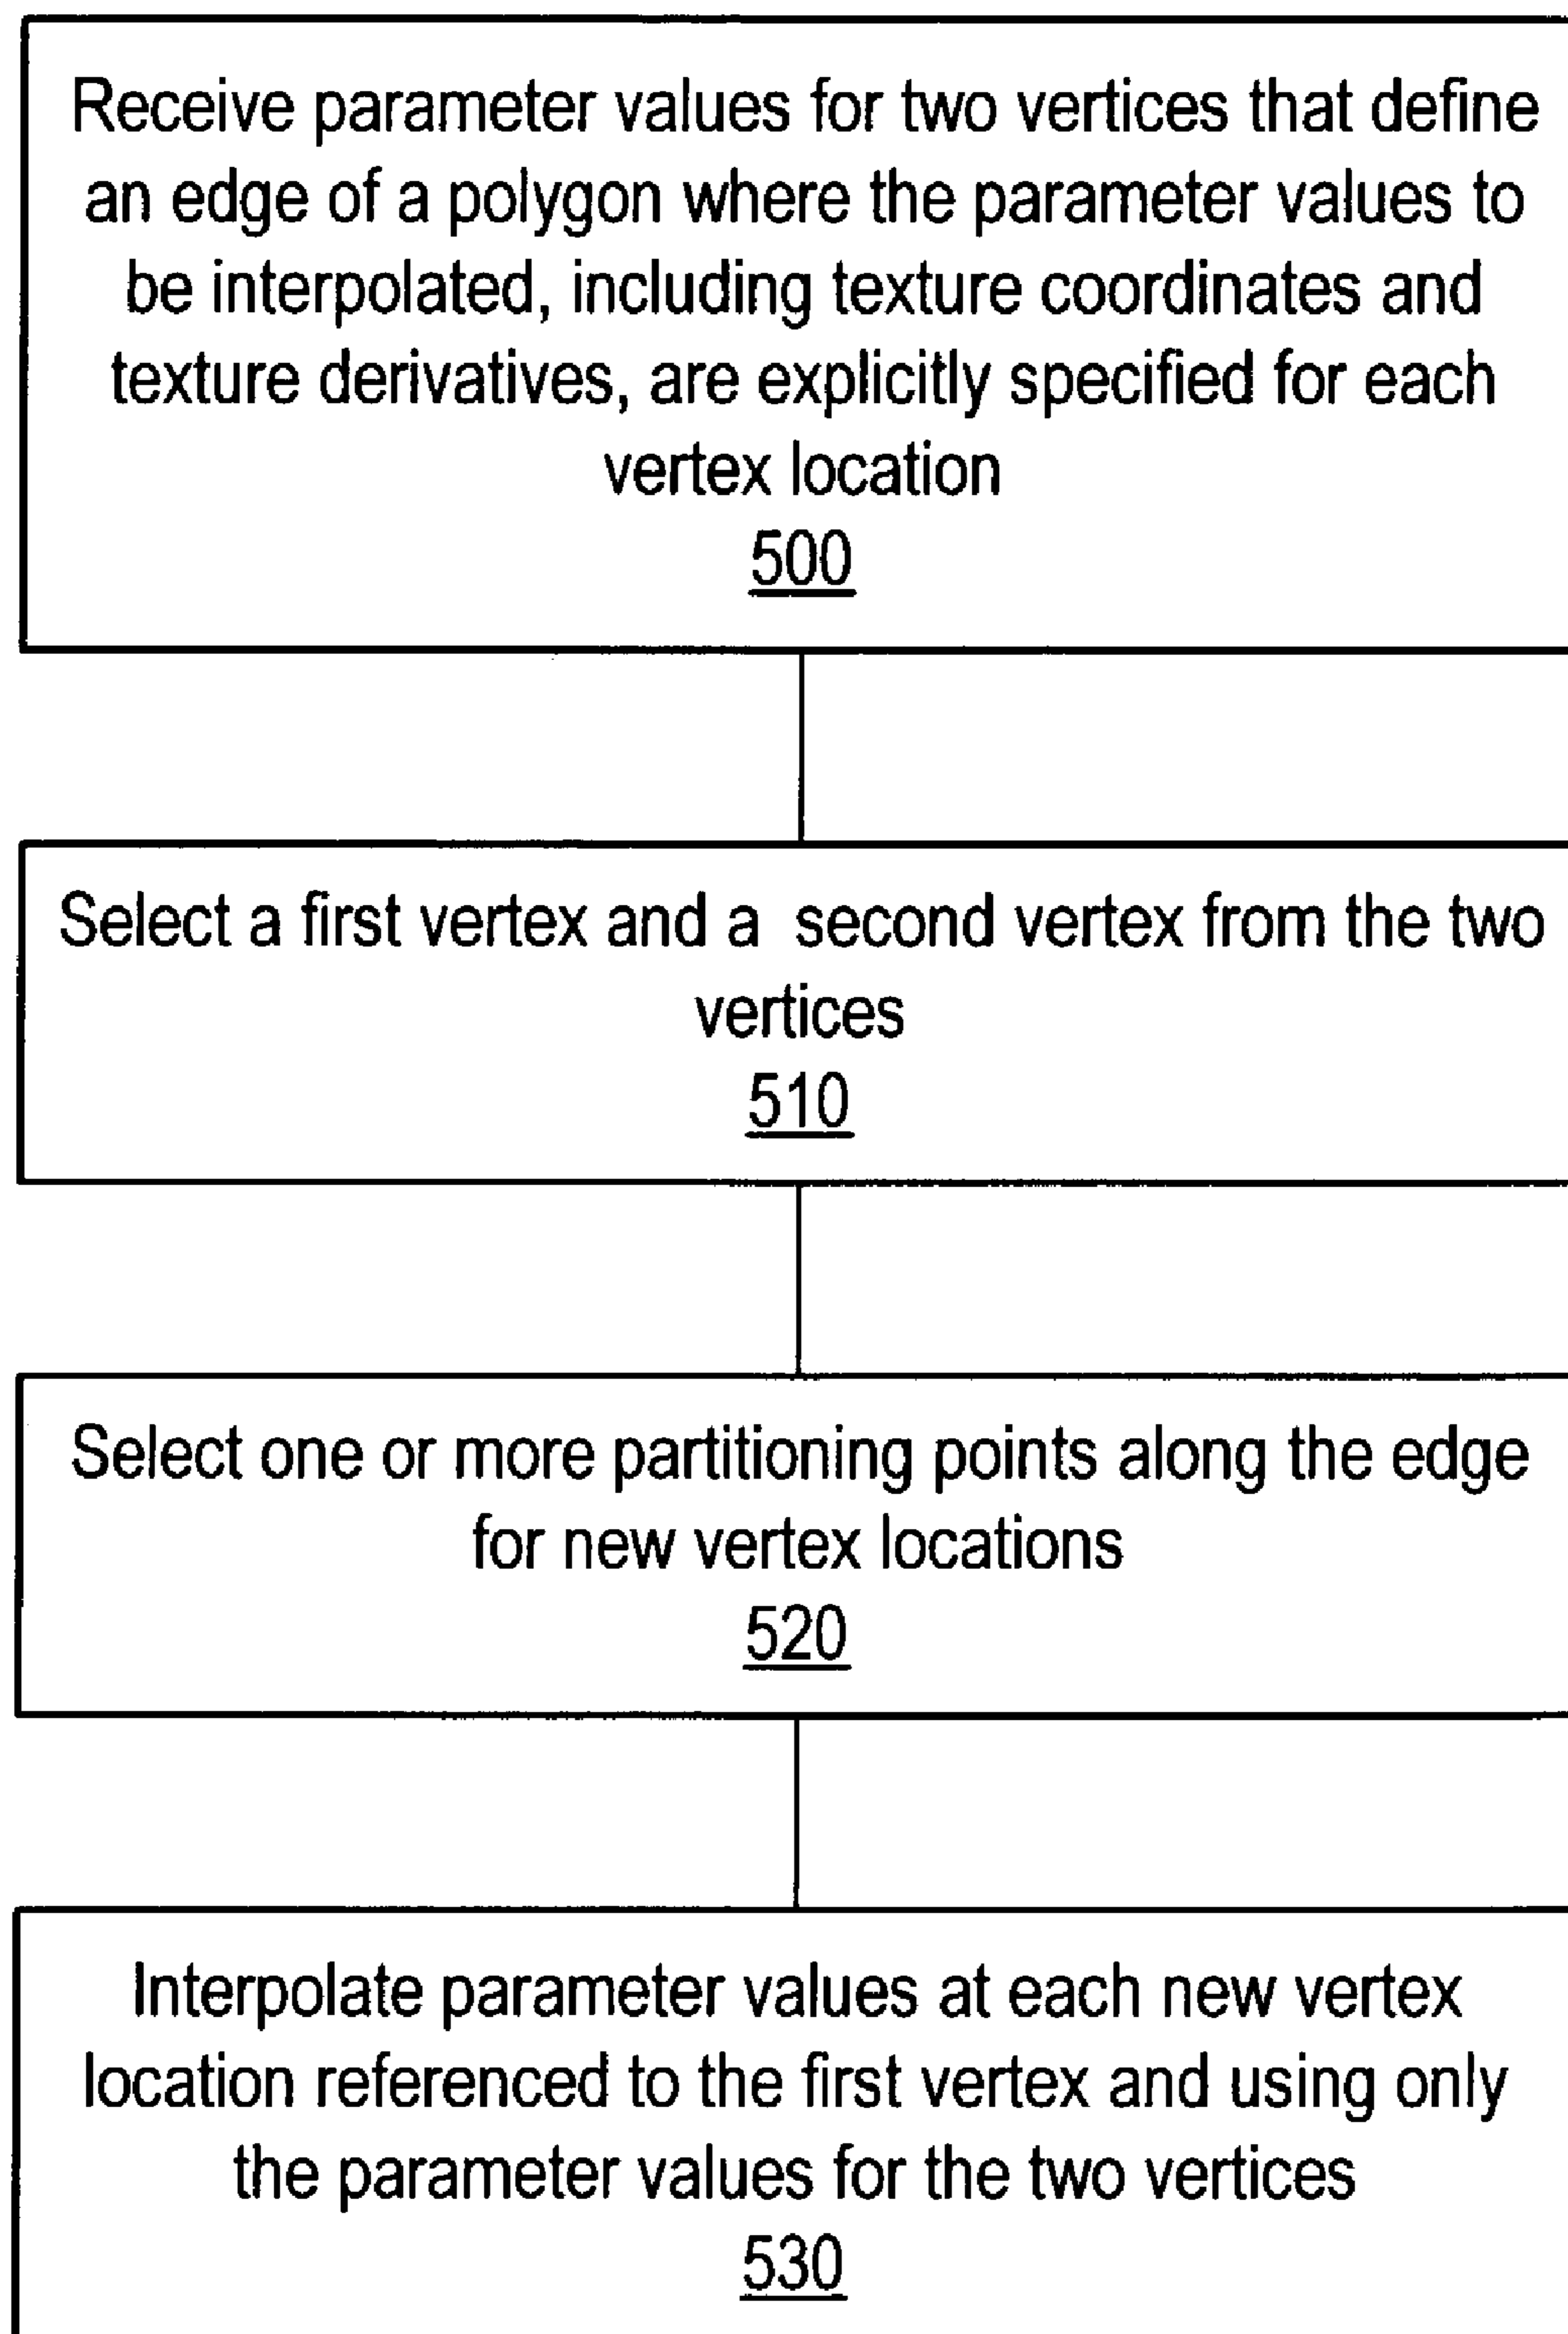 Receive parameter values for two vertices that define
an edge of a polygon where the parameter values to
be interpolated, including texture coordinates and
texture derivatives, are explicitly specified for each
vertex location
500
Select a first vertex and a second vertex from the two
vertices
510
Select one or more partitioning points along the edge
for new vertex locations
520
Interpolate parameter values at each new vertex
location referenced to the first vertex and using only
the parameter values for the two vertices
530